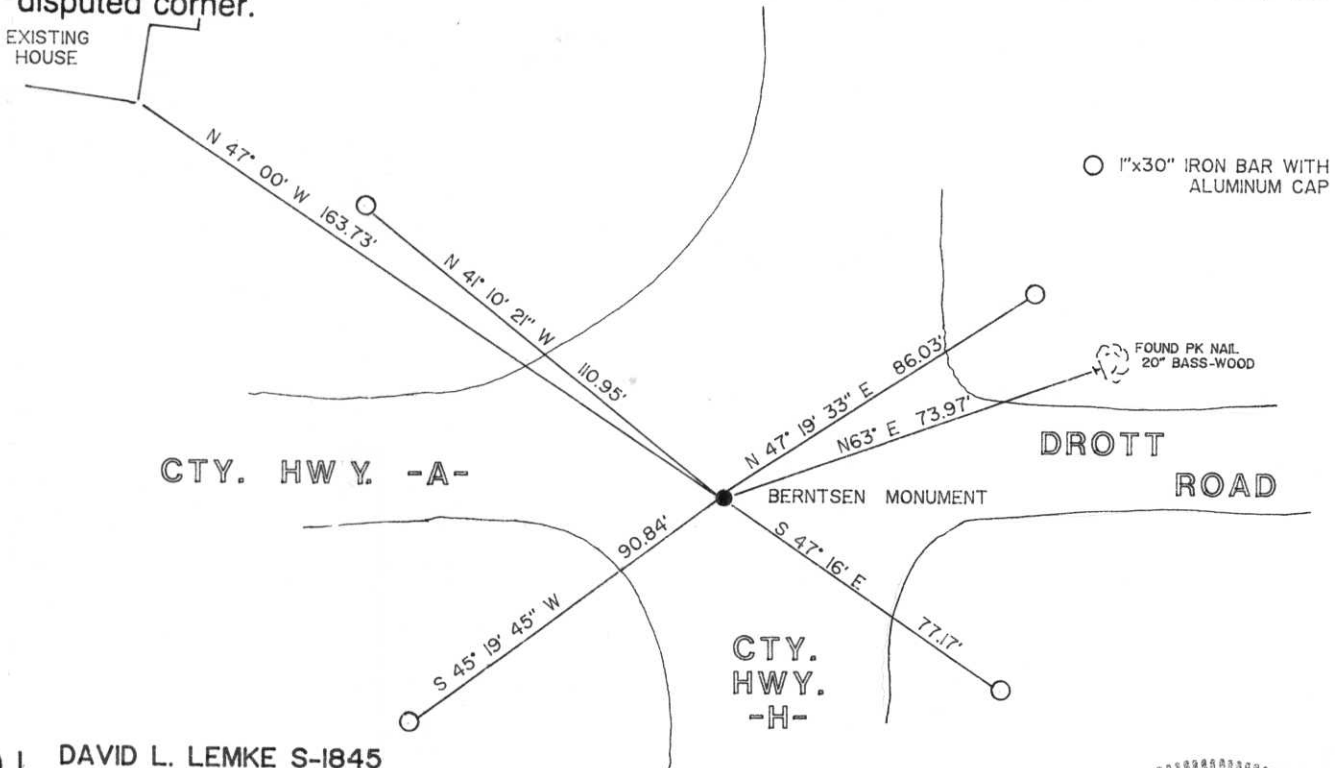 disputed corner.
EXISTING
HOUSE
N 47° 00' W 163.73'
N 41° 10' 21" W 110.95'
1"x30" IRON BAR WITH
ALUMINUM CAP
N 47° 19' 33" E 86.03'
FOUND PK NAIL
20" BASS-WOOD
N63° E 73.97'
DROTT
ROAD
CTY. HWY. -A-
BERNTSEN MONUMENT
90.84'
S 45° 19' 45" W
S 47° 16' E 77.17'
CTY.
HWY.
-H-
DAVID L. LEMKE S-1845